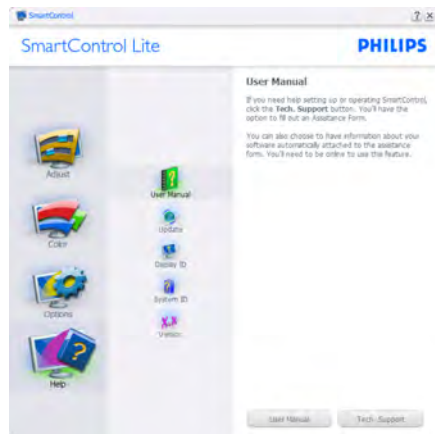 SmartControl
SmartControl Lite
PHILIPS
Adjust
Color
Options
Help
User Manual
Update
Display ID
System ID
Version
User Manual
If you need help setting up or operating SmartControl,
click the Tech. Support button. You'll have the
option to fill out an Assistance Form.
You can also choose to have information about your
software automatically attached to the assistance
form. You'll need to be online to use the feature.
User Manual
Tech. Support